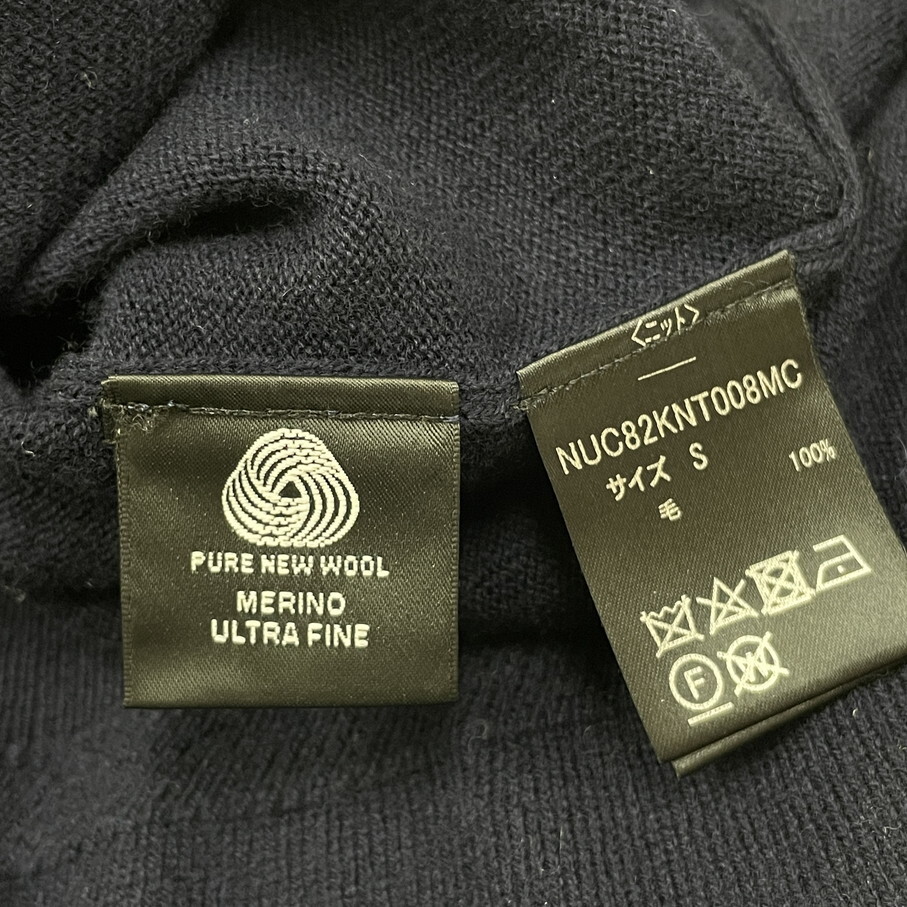 PURE NEW WOOL
MERINO
ULTRA FINE
〈ニット〉
NUC82KNT008MC
サイズ S
毛 100%
F
W